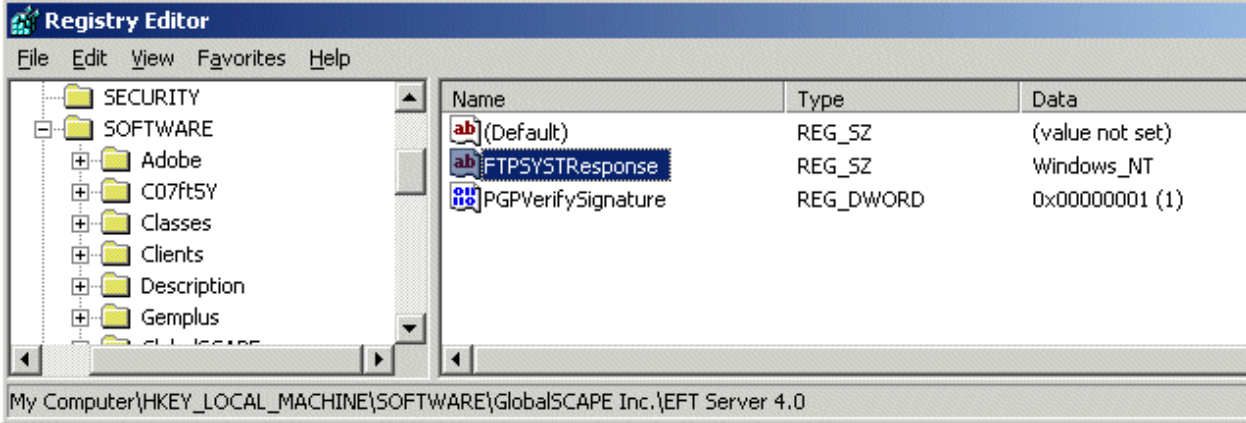 Registry Editor
File Edit View Favorites Help
SECURITY
SOFTWARE
Adobe
C07ft5Y
Classes
Clients
Description
Gemplus
GlobalSCAPE
Name Type Data
(Default) REG_SZ (value not set)
FTPSYSTResponse REG_SZ Windows_NT
PGPVerifySignature REG_DWORD 0x00000001 (1)
My Computer\HKEY_LOCAL_MACHINE\SOFTWARE\GlobalSCAPE Inc.\EFT Server 4.0